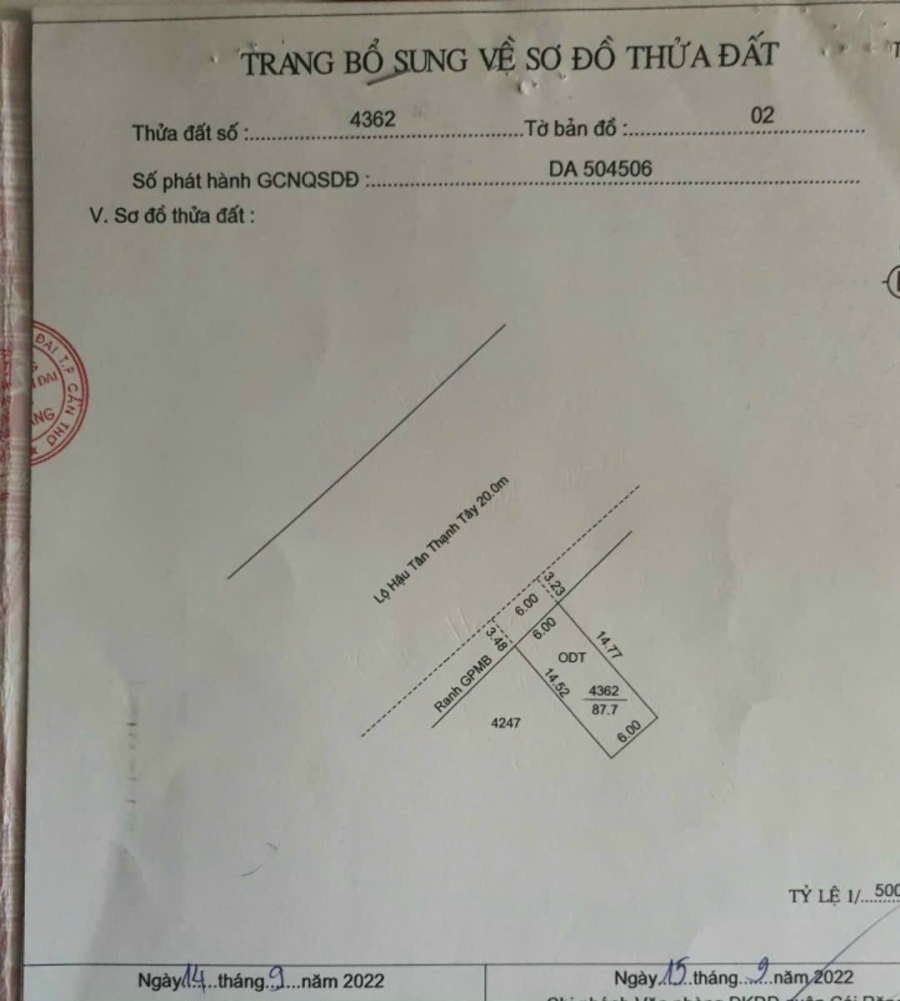 TRANG BỔ SUNG VỀ SƠ ĐỒ THỬA ĐẤT
Thửa đất số :.......4362.......Tờ bản đồ :.......02.......
Số phát hành GCNQSDĐ :.......DA 504506.......
V. Sơ đồ thửa đất :
ĐAI T.P CẦN THƠ
Lộ Hậu Tân Thạnh Tây 20.0m
3.23
6.00
3.48
6.00
14.77
Ranh GPMB
ODT
14.52
4362
87.7
4247
6.00
TỶ LỆ 1/....500
Ngày 14 tháng 9 năm 2022
Ngày 15 tháng 9 năm 2022